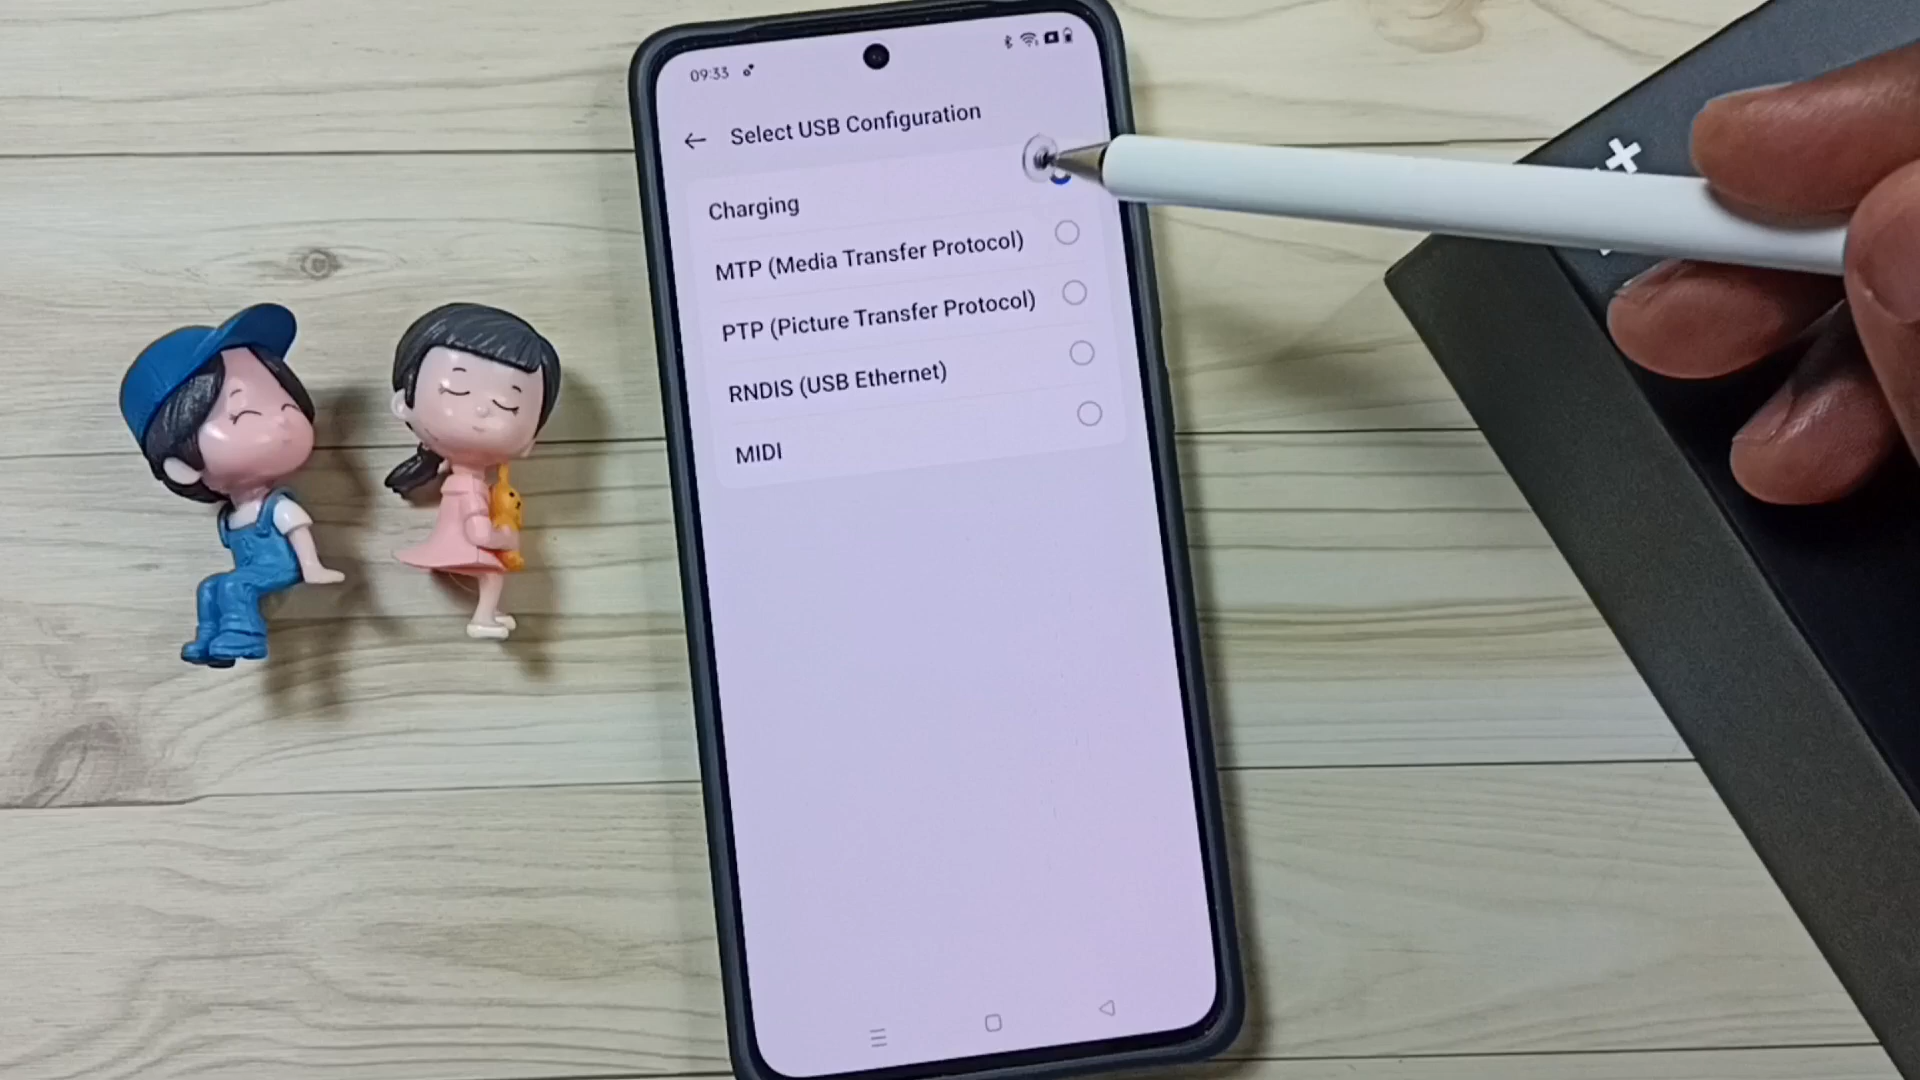 09:33
Select USB Configuration
Charging
MTP (Media Transfer Protocol)
PTP (Picture Transfer Protocol)
RNDIS (USB Ethernet)
MIDI